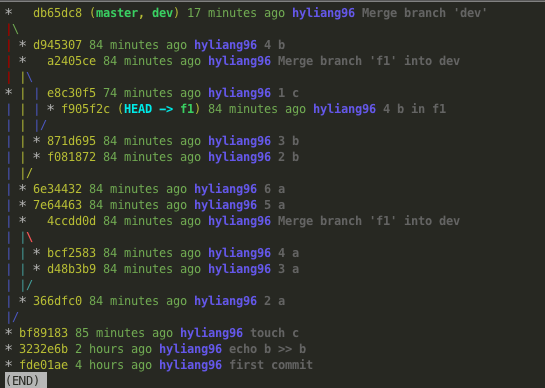 *   db65dc8 (master, dev) 17 minutes ago hyliang96 Merge branch 'dev'
|\
| * d945307 84 minutes ago hyliang96 4 b
| *   a2405ce 84 minutes ago hyliang96 Merge branch 'f1' into dev
| |\
* | | e8c30f5 74 minutes ago hyliang96 1 c
| | | * f905f2c (HEAD -> f1) 84 minutes ago hyliang96 4 b in f1
| | |/
| | * 871d695 84 minutes ago hyliang96 3 b
| | * f081872 84 minutes ago hyliang96 2 b
| |/
| * 6e34432 84 minutes ago hyliang96 6 a
| * 7e64463 84 minutes ago hyliang96 5 a
| *   4ccdd0d 84 minutes ago hyliang96 Merge branch 'f1' into dev
| |\
| | * bcf2583 84 minutes ago hyliang96 4 a
| | * d48b3b9 84 minutes ago hyliang96 3 a
| |/
| * 366dfc0 84 minutes ago hyliang96 2 a
|/
* bf89183 85 minutes ago hyliang96 touch c
* 3232e6b 2 hours ago hyliang96 echo b >> b
* fde01ae 4 hours ago hyliang96 first commit
(END)